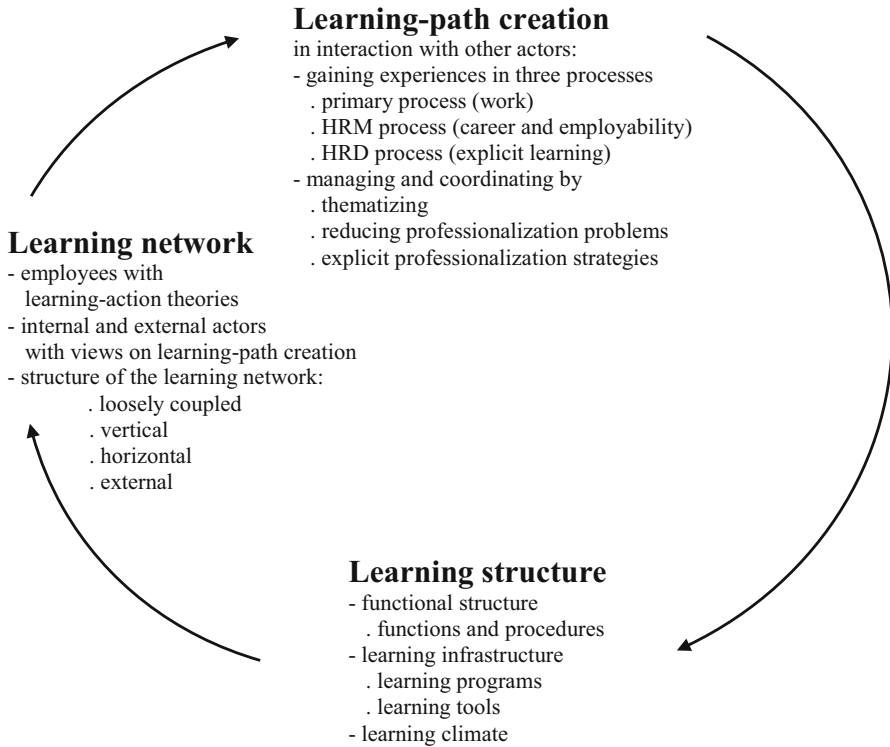 Learning-path creation
in interaction with other actors:
- gaining experiences in three processes
. primary process (work)
. HRM process (career and employability)
. HRD process (explicit learning)
- managing and coordinating by
. thematizing
. reducing professionalization problems
. explicit professionalization strategies
Learning network
- employees with
learning-action theories
- internal and external actors
with views on learning-path creation
- structure of the learning network:
. loosely coupled
. vertical
. horizontal
. external
Learning structure
- functional structure
. functions and procedures
- learning infrastructure
. learning programs
. learning tools
- learning climate